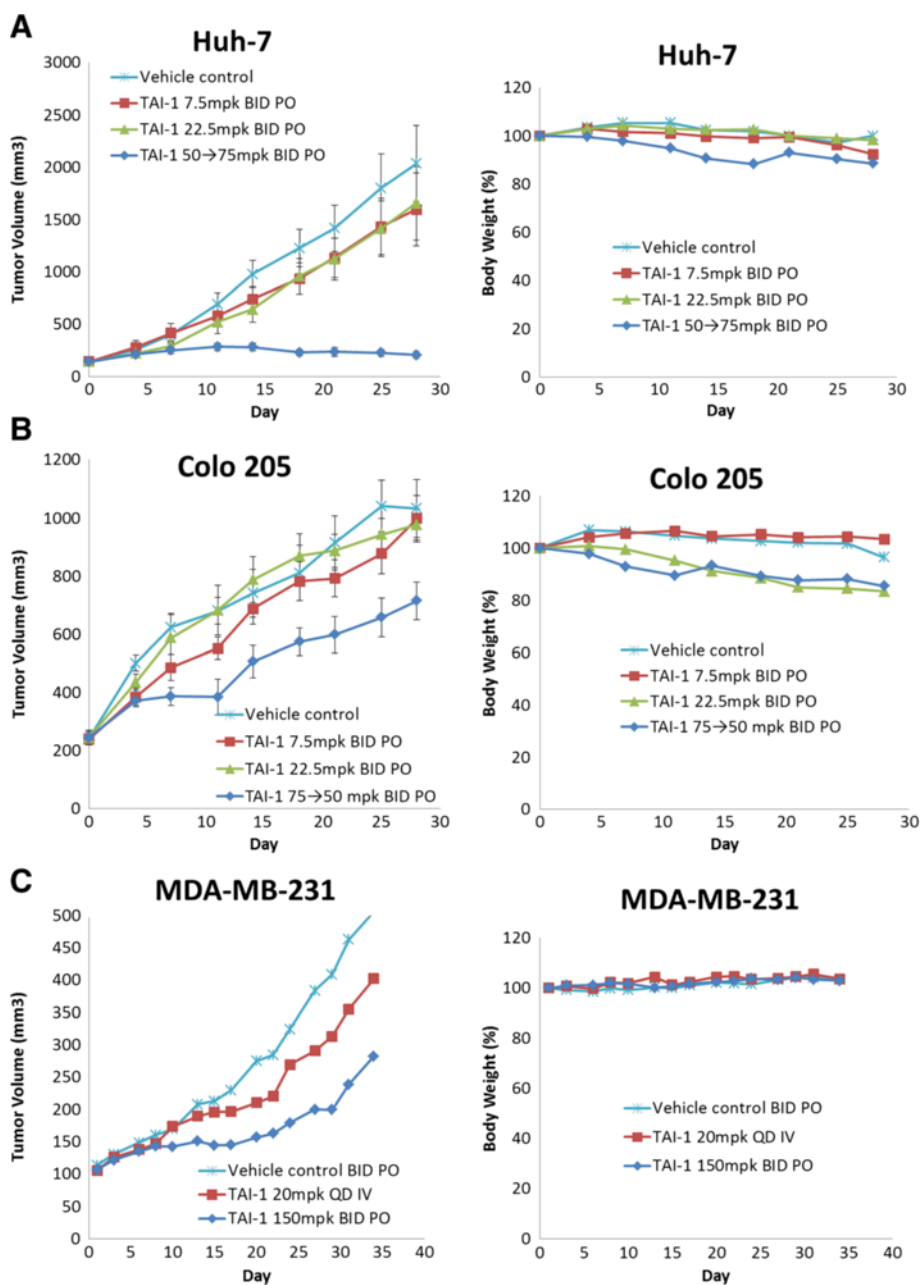 A
Huh-7
3000
2500
2000
1500
1000
500
0
Tumor Volume (mm3)
Vehicle control
TAI-1 7.5mpk BID PO
TAI-1 22.5mpk BID PO
TAI-1 50→75mpk BID PO
0 5 10 15 20 25 30
Day
Huh-7
120
100
80
60
40
20
0
Body Weight (%)
Vehicle control
TAI-1 7.5mpk BID PO
TAI-1 22.5mpk BID PO
TAI-1 50→75mpk BID PO
0 5 10 15 20 25 30
Day
B
Colo 205
1200
1000
800
600
400
200
0
Tumor Volume (mm3)
Vehicle control
TAI-1 7.5mpk BID PO
TAI-1 22.5mpk BID PO
TAI-1 75→50 mpk BID PO
0 5 10 15 20 25 30
Day
Colo 205
120
100
80
60
40
20
0
Body Weight (%)
Vehicle control
TAI-1 7.5mpk BID PO
TAI-1 22.5mpk BID PO
TAI-1 75→50 mpk BID PO
0 5 10 15 20 25 30
Day
C
MDA-MB-231
500
450
400
350
300
250
200
150
100
50
0
Tumor Volume (mm3)
Vehicle control BID PO
TAI-1 20mpk QD IV
TAI-1 150mpk BID PO
0 5 10 15 20 25 30 35 40
Day
MDA-MB-231
120
100
80
60
40
20
0
Body Weight (%)
Vehicle control BID PO
TAI-1 20mpk QD IV
TAI-1 150mpk BID PO
0 5 10 15 20 25 30 35 40
Day